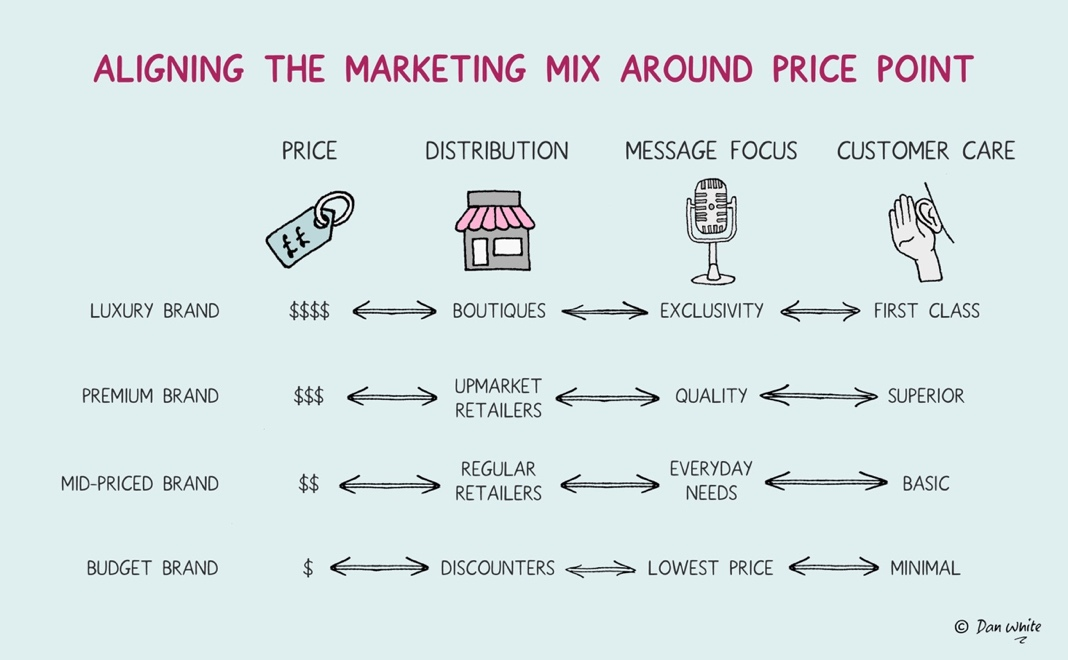 ALIGNING THE MARKETING MIX AROUND PRICE POINT
PRICE DISTRIBUTION MESSAGE FOCUS CUSTOMER CARE
££
LUXURY BRAND $$$$ BOUTIQUES EXCLUSIVITY FIRST CLASS
PREMIUM BRAND $$$ UPMARKET RETAILERS QUALITY SUPERIOR
MID-PRICED BRAND $$ REGULAR RETAILERS EVERYDAY NEEDS BASIC
BUDGET BRAND $ DISCOUNTERS LOWEST PRICE MINIMAL
© Dan White